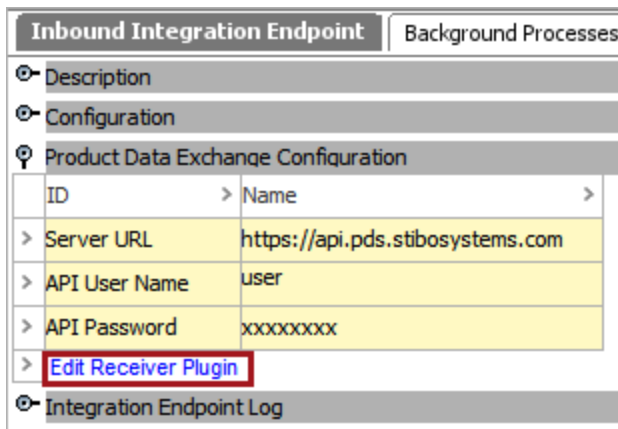 Inbound Integration Endpoint Background Processes
Description
Configuration
Product Data Exchange Configuration
ID > Name >
> Server URL https://api.pds.stibosystems.com
> API User Name user
> API Password xxxxxxxx
> Edit Receiver Plugin
Integration Endpoint Log